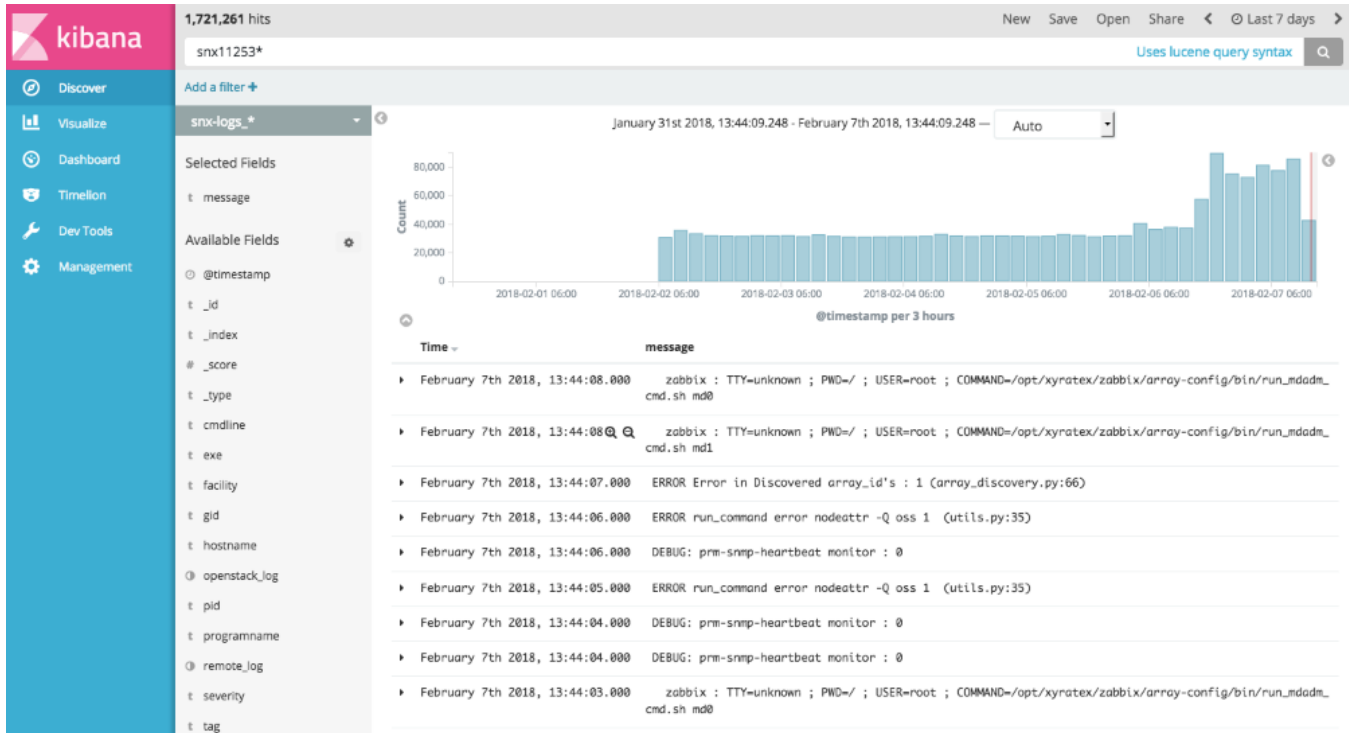 kibana
Discover
Visualize
Dashboard
Timelion
Dev Tools
Management
1,721,261 hits
New Save Open Share Last 7 days
snx11253*
Uses lucene query syntax
Add a filter +
snx-logs_*
Selected Fields
t message
Available Fields
@timestamp
t _id
t _index
# _score
t _type
t cmdline
t exe
t facility
t gid
t hostname
openstack_log
t pid
t programname
remote_log
t severity
t tag
January 31st 2018, 13:44:09.248 - February 7th 2018, 13:44:09.248 — Auto
Count
80,000
60,000
40,000
20,000
0
2018-02-01 06:00 2018-02-02 06:00 2018-02-03 06:00 2018-02-04 06:00 2018-02-05 06:00 2018-02-06 06:00 2018-02-07 06:00
@timestamp per 3 hours
Time message
February 7th 2018, 13:44:08.000 zabbix : TTY=unknown ; PWD=/ ; USER=root ; COMMAND=/opt/xyratex/zabbix/array-config/bin/run_mdadm_
cmd.sh md0
February 7th 2018, 13:44:08 zabbix : TTY=unknown ; PWD=/ ; USER=root ; COMMAND=/opt/xyratex/zabbix/array-config/bin/run_mdadm_
cmd.sh md1
February 7th 2018, 13:44:07.000 ERROR Error in Discovered array_id's : 1 (array_discovery.py:66)
February 7th 2018, 13:44:06.000 ERROR run_command error nodeattr -Q oss 1 (utils.py:35)
February 7th 2018, 13:44:06.000 DEBUG: prm-snmp-heartbeat monitor : 0
February 7th 2018, 13:44:05.000 ERROR run_command error nodeattr -Q oss 1 (utils.py:35)
February 7th 2018, 13:44:04.000 DEBUG: prm-snmp-heartbeat monitor : 0
February 7th 2018, 13:44:04.000 DEBUG: prm-snmp-heartbeat monitor : 0
February 7th 2018, 13:44:03.000 zabbix : TTY=unknown ; PWD=/ ; USER=root ; COMMAND=/opt/xyratex/zabbix/array-config/bin/run_mdadm_
cmd.sh md0